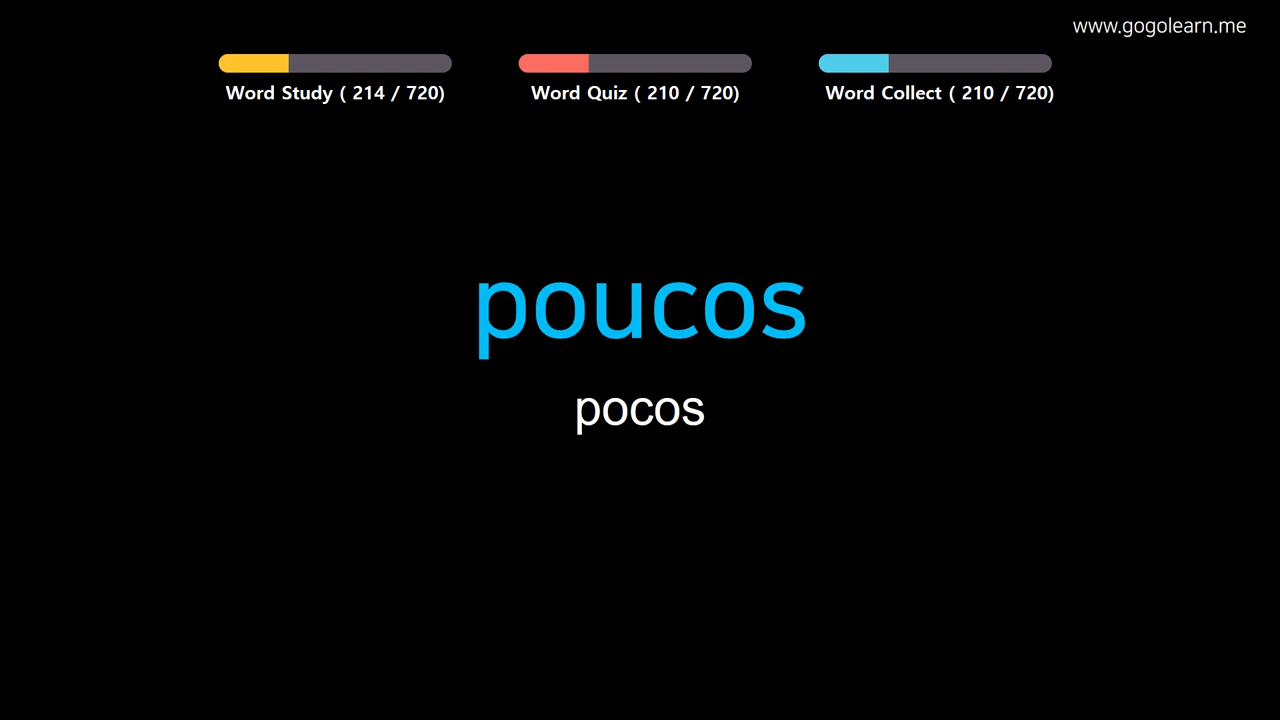 www.gogolearn.me
Word Study ( 214 / 720)
Word Quiz ( 210 / 720)
Word Collect ( 210 / 720)
poucos
pocos